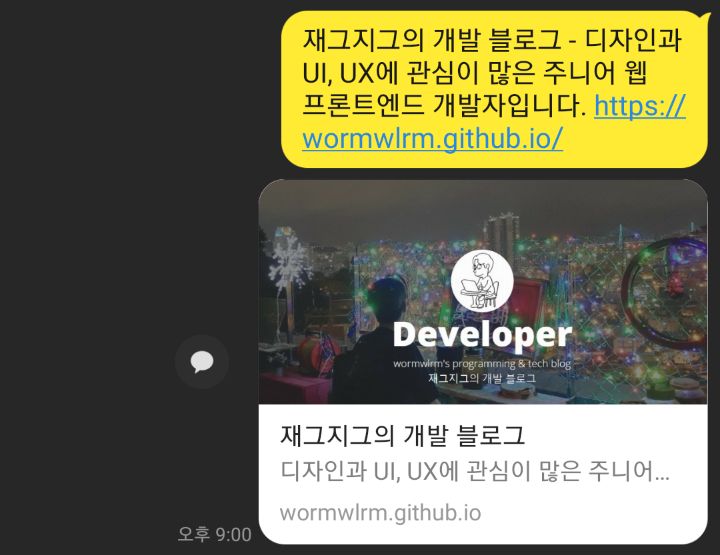 재그지그의 개발 블로그 - 디자인과
UI, UX에 관심이 많은 주니어 웹
프론트엔드 개발자입니다. https://
wormwlrm.github.io/
Developer
wormwlrm's programming & tech blog
재그지그의 개발 블로그
재그지그의 개발 블로그
디자인과 UI, UX에 관심이 많은 주니어...
wormwlrm.github.io
오후 9:00